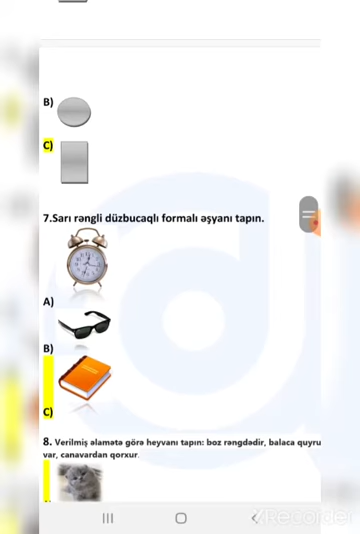 B)
C)
7.Sarı rəngli düzbucaqlı formalı əşyanı tapın.
A)
B)
C)
8. Verilmiş əlamətə görə heyvanı tapın: boz rəngdədir, balaca quyru
var, canavardan qorxur.
XRecorder